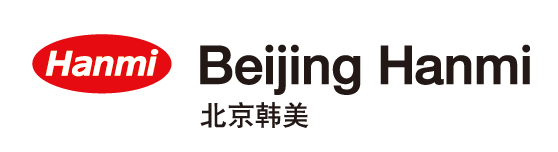 Hanmi
Beijing Hanmi
北京韩美